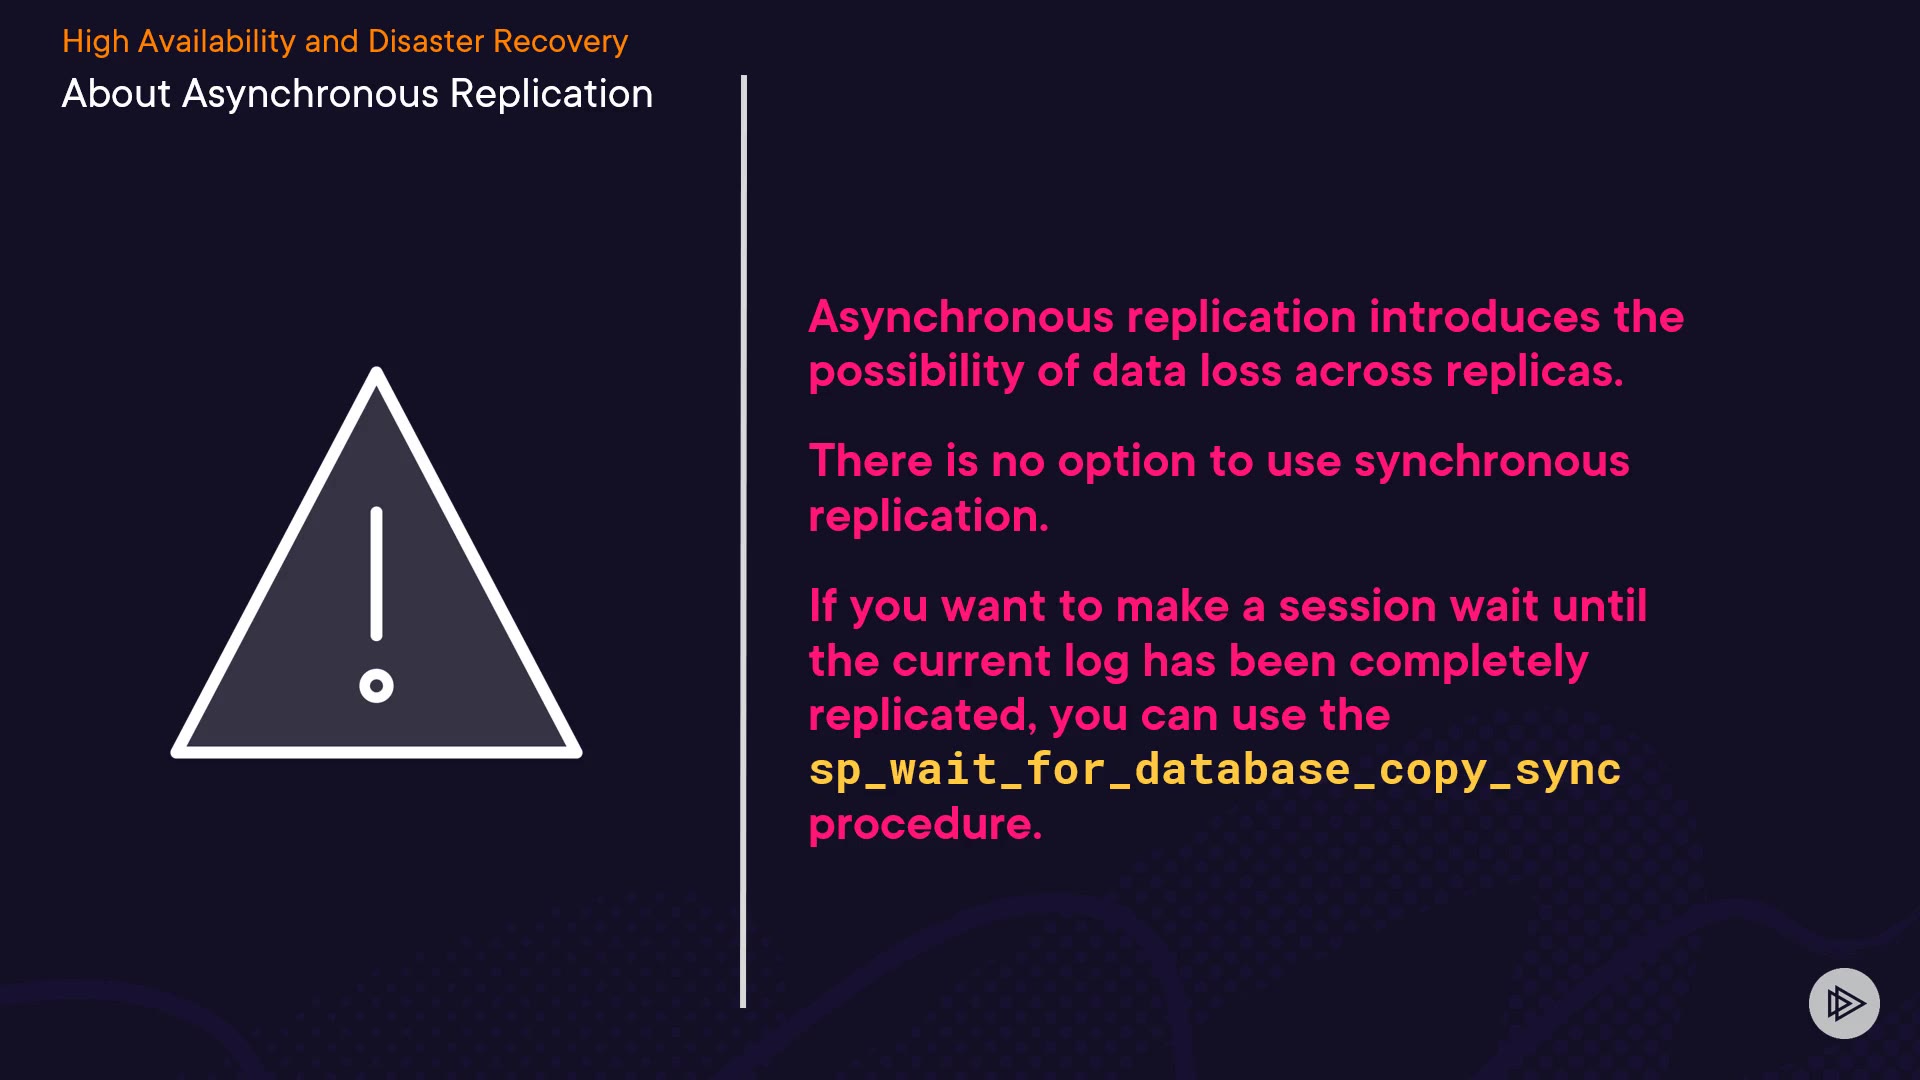 High Availability and Disaster Recovery
About Asynchronous Replication
Asynchronous replication introduces the
possibility of data loss across replicas.
There is no option to use synchronous
replication.
If you want to make a session wait until
the current log has been completely
replicated, you can use the
sp_wait_for_database_copy_sync
procedure.